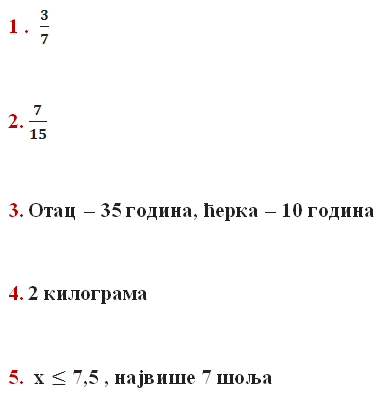 1 . 3/7
2. 7/15
3. Отац – 35 година, ћерка – 10 година
4. 2 килограма
5. x ≤ 7,5 , највише 7 шоља